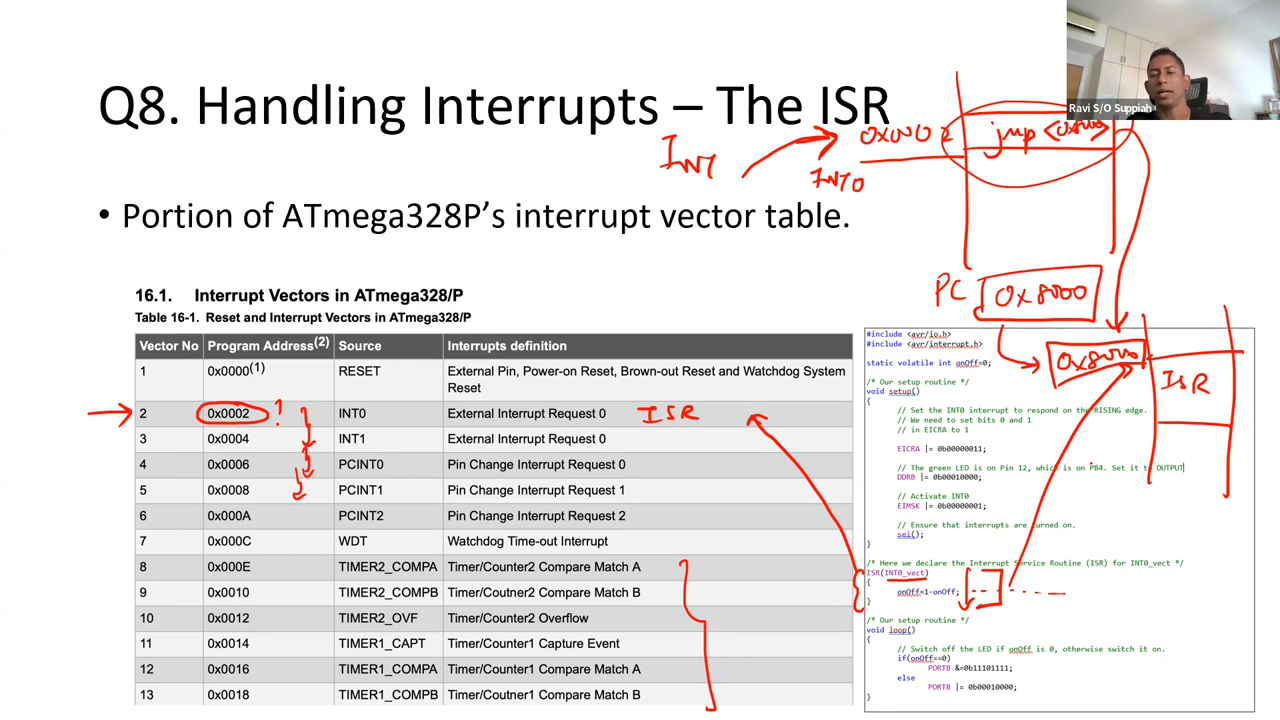 Q8. Handling Interrupts – The ISR
Ravi S/O Suppiah
INT
0x0002
INT0
jmp <0x8000>
• Portion of ATmega328P's interrupt vector table.
PC 0x8000
0x8000
ISR
16.1. Interrupt Vectors in ATmega328/P
Table 16-1. Reset and Interrupt Vectors in ATmega328/P
Vector No Program Address(2) Source Interrupts definition
1 0x0000(1) RESET External Pin, Power-on Reset, Brown-out Reset and Watchdog System
Reset
2 0x0002 ? INT0 External Interrupt Request 0 ISR
3 0x0004 INT1 External Interrupt Request 0
4 0x0006 PCINT0 Pin Change Interrupt Request 0
5 0x0008 PCINT1 Pin Change Interrupt Request 1
6 0x000A PCINT2 Pin Change Interrupt Request 2
7 0x000C WDT Watchdog Time-out Interrupt
8 0x000E TIMER2_COMPA Timer/Counter2 Compare Match A
9 0x0010 TIMER2_COMPB Timer/Coutner2 Compare Match B
10 0x0012 TIMER2_OVF Timer/Counter2 Overflow
11 0x0014 TIMER1_CAPT Timer/Counter1 Capture Event
12 0x0016 TIMER1_COMPA Timer/Counter1 Compare Match A
13 0x0018 TIMER1_COMPB Timer/Coutner1 Compare Match B
#include <avr/io.h>
#include <avr/interrupt.h>
static volatile int onOff=0;
/* Our setup routine */
void setup()
{
// Set the INT0 interrupt to respond on the RISING edge.
// We need to set bits 0 and 1
// in EICRA to 1
EICRA |= 0b00000011;
// The green LED is on Pin 12, which is on PB4. Set it to OUTPUT
DDRB |= 0b00010000;
// Activate INT0
EIMSK |= 0b00000001;
// Ensure that interrupts are turned on.
sei();
}
/* Here we declare the Interrupt Service Routine (ISR) for INT0_vect */
ISR(INT0_vect)
{
onOff=1-onOff;
}
/* Our setup routine */
void loop()
{
// Switch off the LED if onOff is 0, otherwise switch it on.
if(onOff==0)
PORTB &=0b11101111;
else
PORTB |= 0b00010000;
}